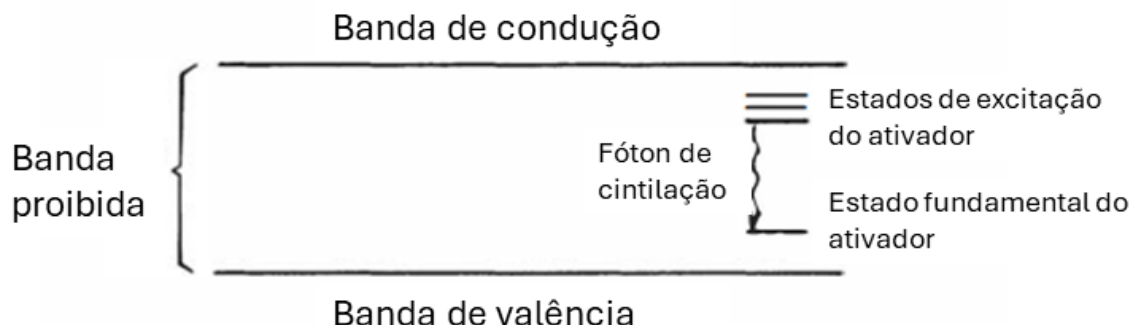 Banda de condução
Estados de excitação
do ativador
Fóton de
cintilação
Banda
proibida
Estado fundamental do
ativador
Banda de valência